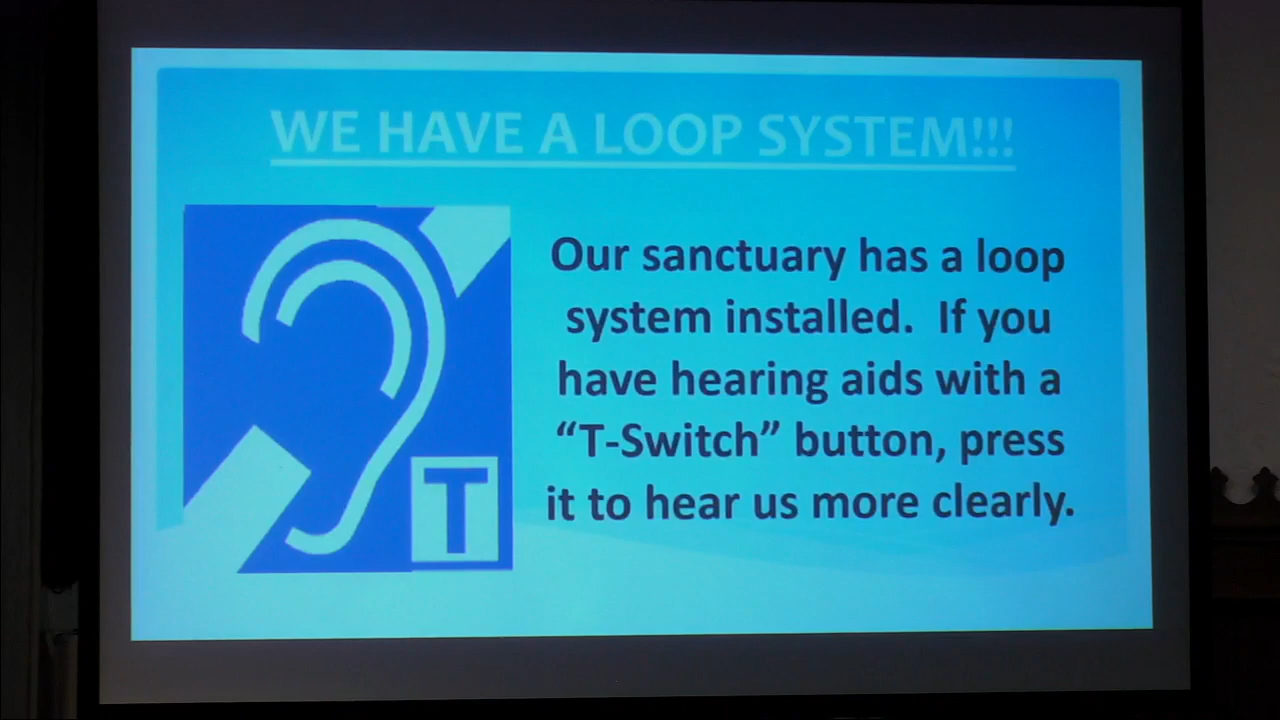 WE HAVE A LOOP SYSTEM!!!
Our sanctuary has a loop
system installed.  If you
have hearing aids with a
“T-Switch” button, press
it to hear us more clearly.
T